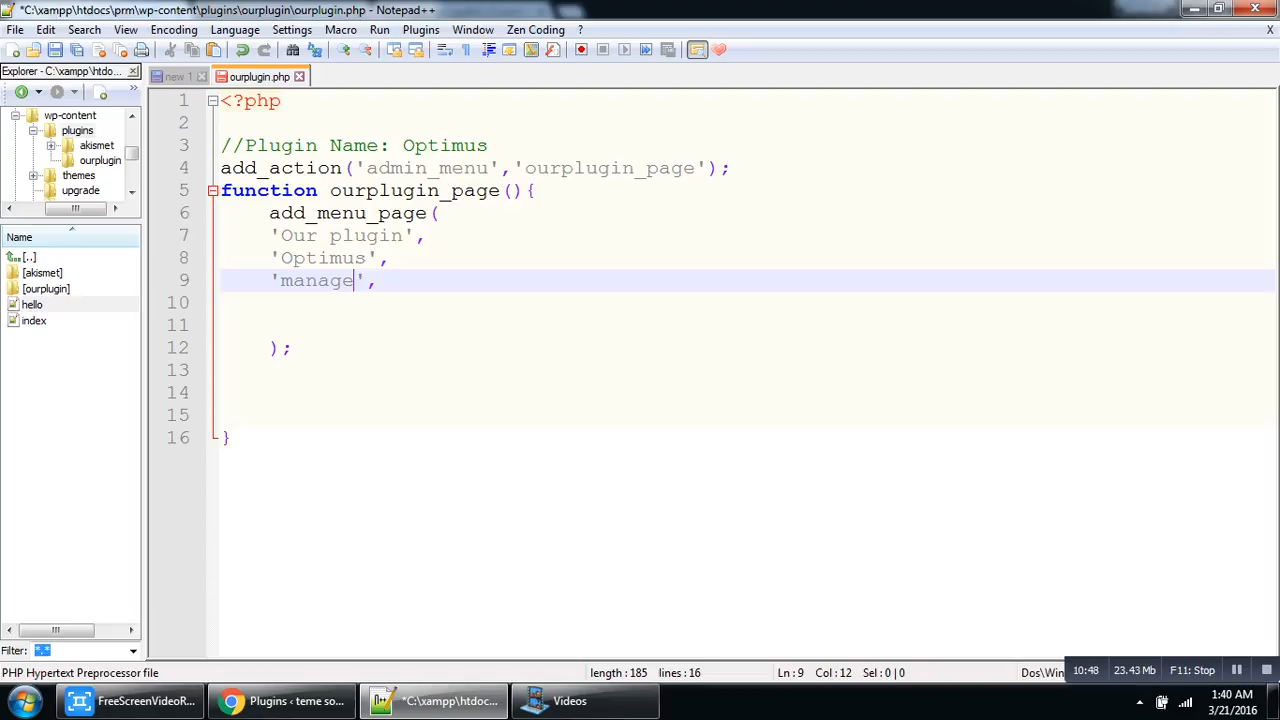 *C:\xampp\htdocs\prm\wp-content\plugins\ourplugin\ourplugin.php - Notepad++
File Edit Search View Encoding Language Settings Macro Run Plugins Window Zen Coding ?
Explorer - C:\xampp\htdo...
new 1
ourplugin.php
wp-content
plugins
akismet
ourplugin
themes
upgrade
Name
[..]
[akismet]
[ourplugin]
hello
index
Filter: *.*
1 <?php
2
3 //Plugin Name: Optimus
4 add_action('admin_menu','ourplugin_page');
5 function ourplugin_page(){
6 add_menu_page(
7 'Our plugin',
8 'Optimus',
9 'manage',
10
11
12 );
13
14
15
16 }
PHP Hypertext Preprocessor file length : 185 lines : 16 Ln : 9 Col : 12 Sel : 0 | 0 Dos\Win
10:48 23.43 MB F11: Stop
FreeScreenVideoR... Plugins ‹ teme so... *C:\xampp\htdoc... Videos
1:40 AM
3/21/2016